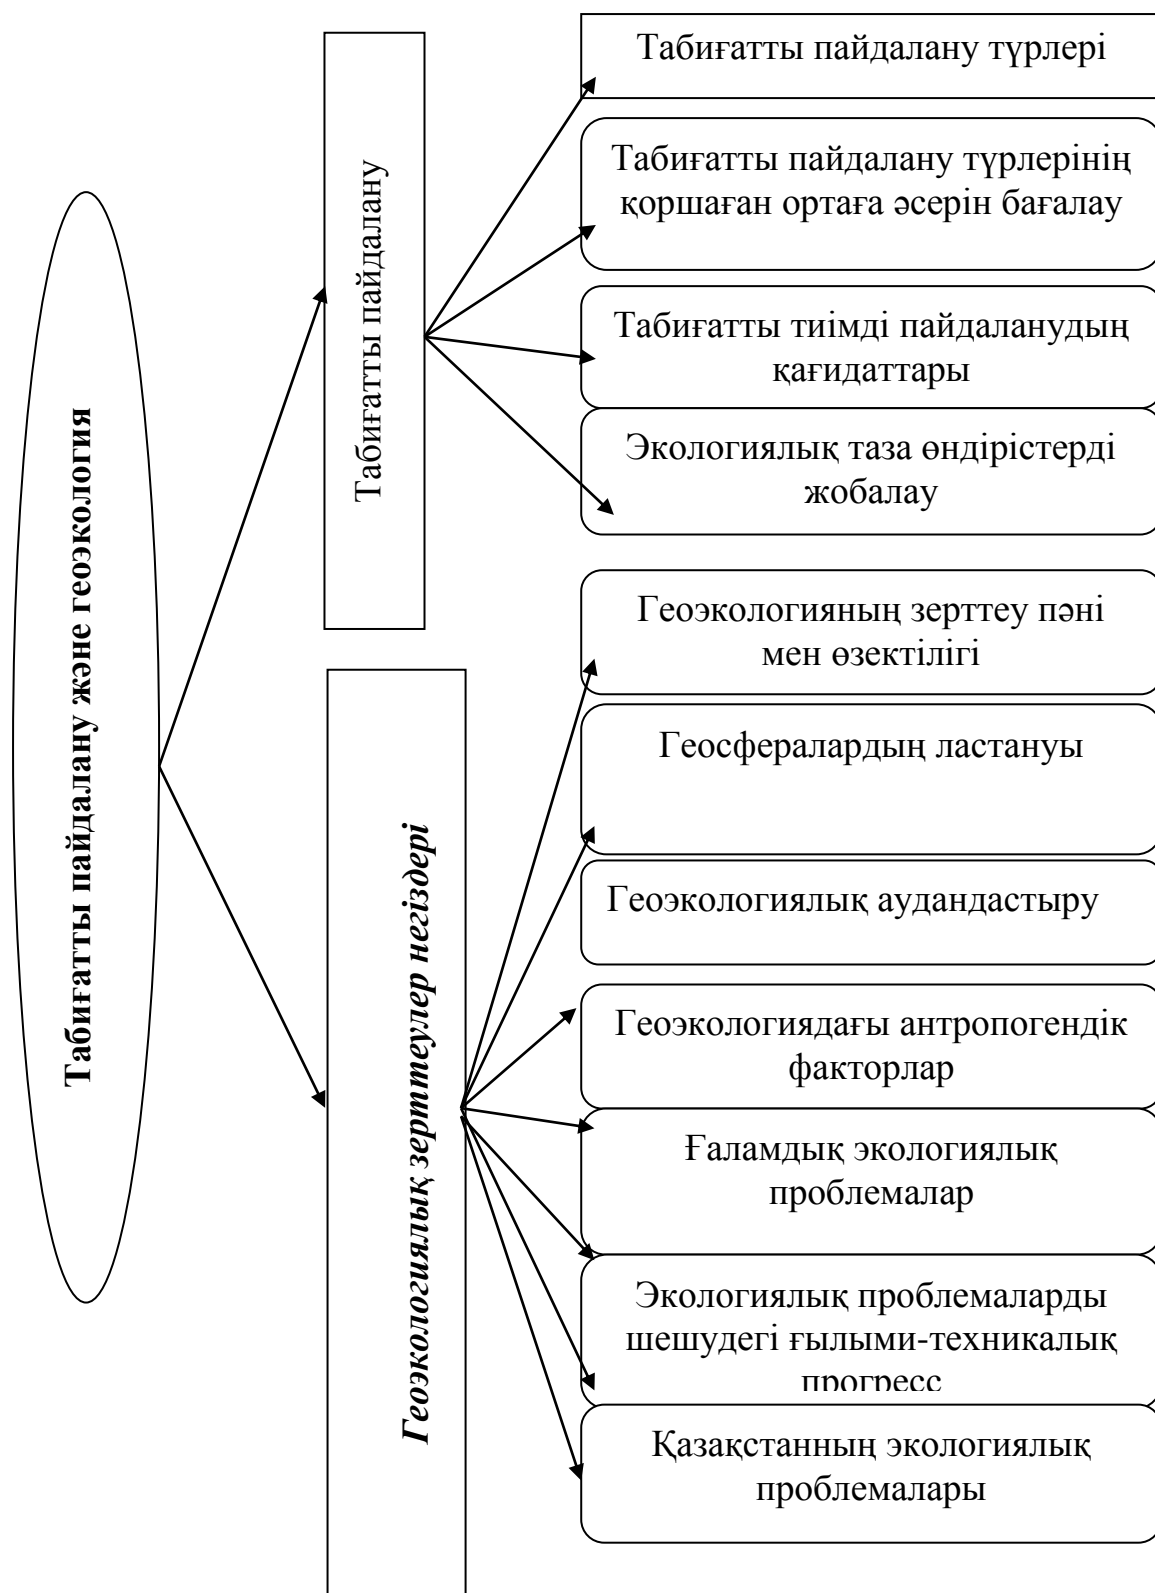 Табиғатты пайдалану және геоэкология
Табиғатты пайдалану
Табиғатты пайдалану түрлері
Табиғатты пайдалану түрлерінің
қоршаған ортаға әсерін бағалау
Табиғатты тиімді пайдаланудың
қағидаттары
Экологиялық таза өндірістерді
жобалау
Геоэкологиялық зерттеулер негіздері
Геоэкологияның зерттеу пәні
мен өзектілігі
Геосфералардың ластануы
Геоэкологиялық аудандастыру
Геоэкологиядағы антропогендік
факторлар
Ғаламдық экологиялық
проблемалар
Экологиялық проблемаларды
шешудегі ғылыми-техникалық
прогресс
Қазақстанның экологиялық
проблемалары